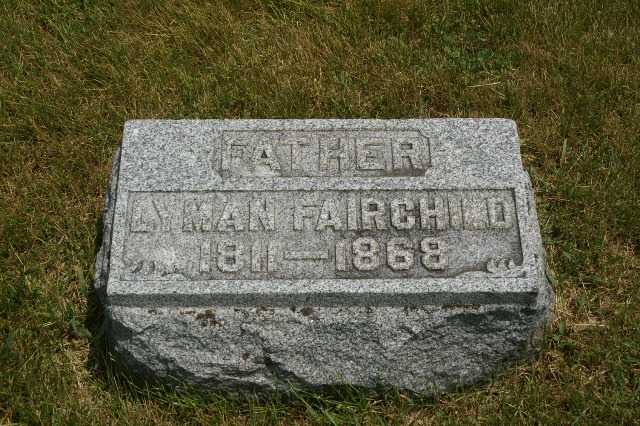 FATHER
LYMAN FAIRCHILD
1811—1868